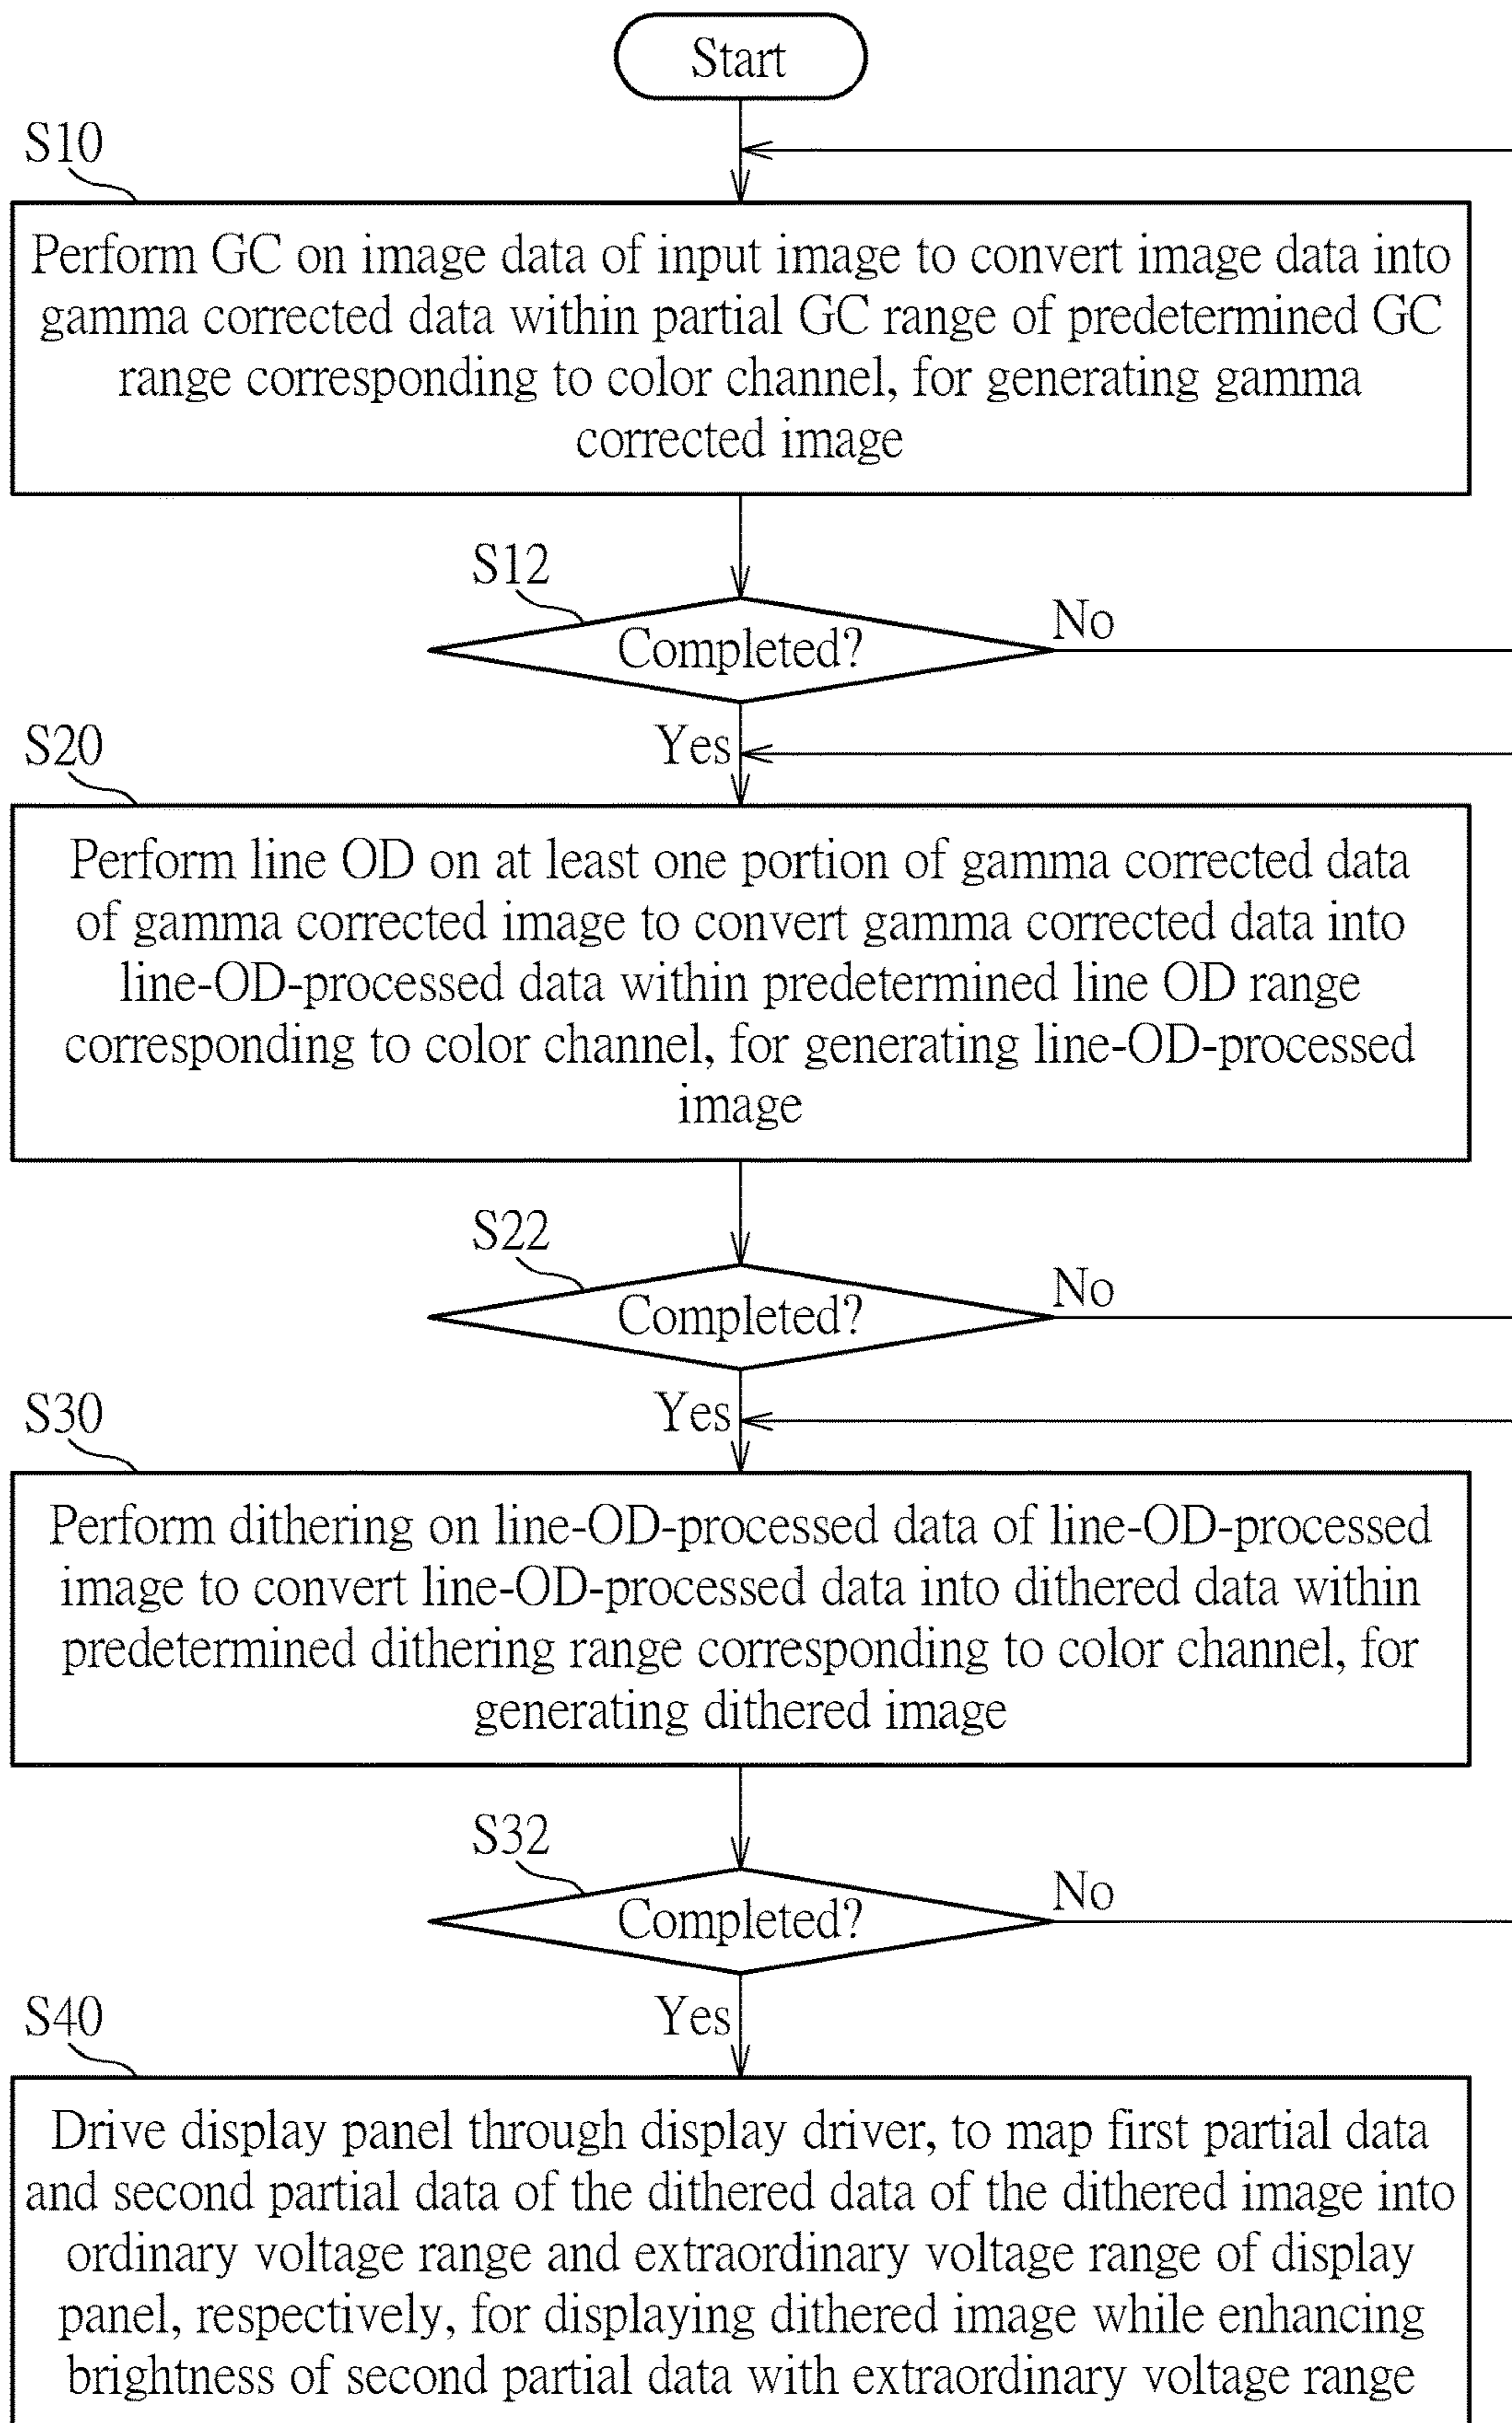 Start
S10
Perform GC on image data of input image to convert image data into
gamma corrected data within partial GC range of predetermined GC
range corresponding to color channel, for generating gamma
corrected image
S12
Completed?
No
Yes
S20
Perform line OD on at least one portion of gamma corrected data
of gamma corrected image to convert gamma corrected data into
line-OD-processed data within predetermined line OD range
corresponding to color channel, for generating line-OD-processed
image
S22
Completed?
No
Yes
S30
Perform dithering on line-OD-processed data of line-OD-processed
image to convert line-OD-processed data into dithered data within
predetermined dithering range corresponding to color channel, for
generating dithered image
S32
Completed?
No
Yes
S40
Drive display panel through display driver, to map first partial data
and second partial data of the dithered data of the dithered image into
ordinary voltage range and extraordinary voltage range of display
panel, respectively, for displaying dithered image while enhancing
brightness of second partial data with extraordinary voltage range